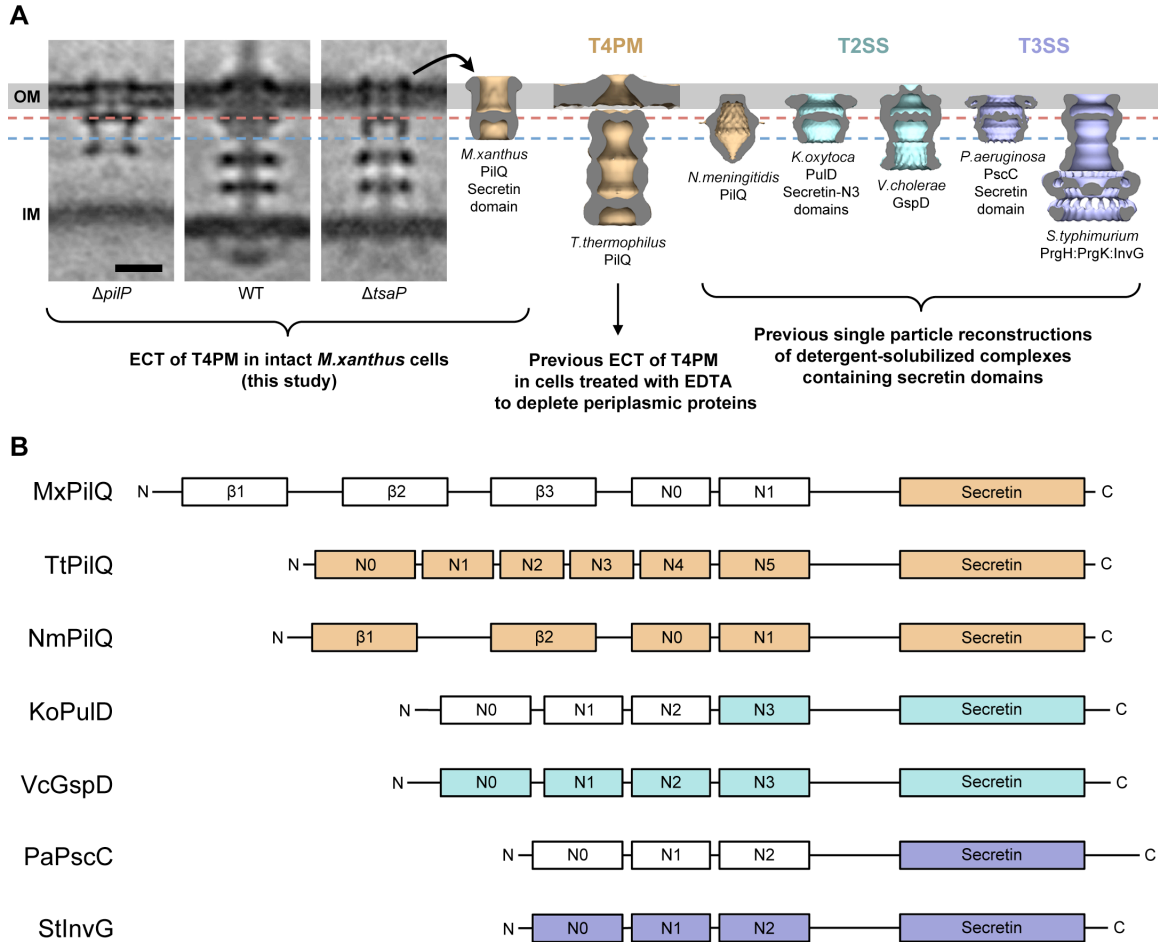 A
T4PM
T2SS
T3SS
OM
IM
M.xanthus
PilQ
Secretin
domain
T.thermophilus
PilQ
N.meningitidis
PilQ
K.oxytoca
PulD
Secretin-N3
domains
V.cholerae
GspD
P.aeruginosa
PscC
Secretin
domain
S.typhimurium
PrgH:PrgK:InvG
ΔpilP
WT
ΔtsaP
ECT of T4PM in intact M.xanthus cells
(this study)
Previous ECT of T4PM
in cells treated with EDTA
to deplete periplasmic proteins
Previous single particle reconstructions
of detergent-solubilized complexes
containing secretin domains
B
MxPilQ N β1 β2 β3 N0 N1 Secretin C
TtPilQ N N0 N1 N2 N3 N4 N5 Secretin C
NmPilQ N β1 β2 N0 N1 Secretin C
KoPulD N N0 N1 N2 N3 Secretin C
VcGspD N N0 N1 N2 N3 Secretin C
PaPscC N N0 N1 N2 Secretin C
StInvG N N0 N1 N2 Secretin C